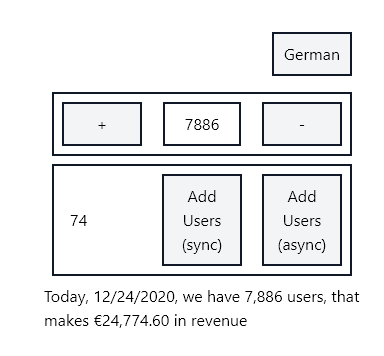 German
+ 7886 -
74
Add
Users
(sync)
Add
Users
(async)
Today, 12/24/2020, we have 7,886 users, that
makes €24,774.60 in revenue